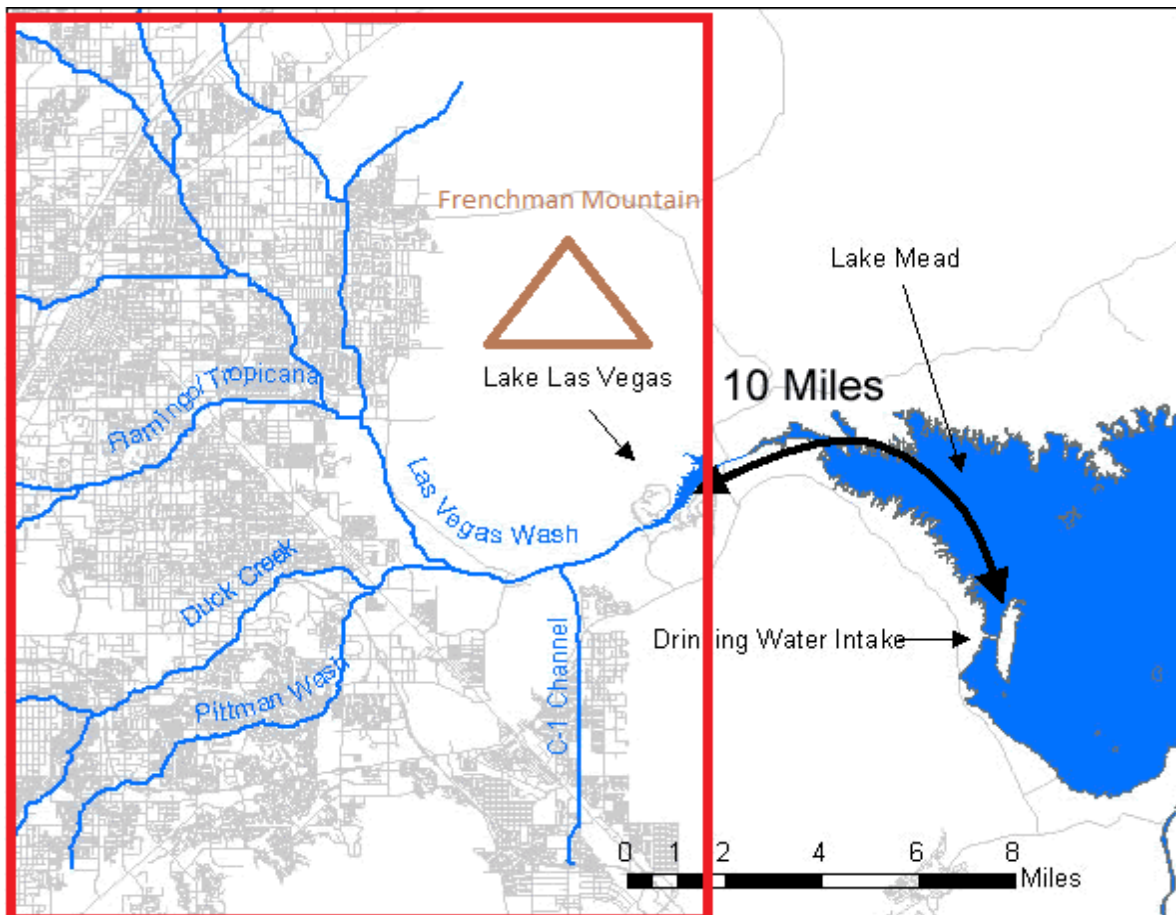 Frenchman Mountain
Lake Mead
Lake Las Vegas
10 Miles
Flamingo/Tropicana
Las Vegas Wash
Duck Creek
Drinking Water Intake
Pittman Wash
C-1 Channel
0 1 2 4 6 8
Miles